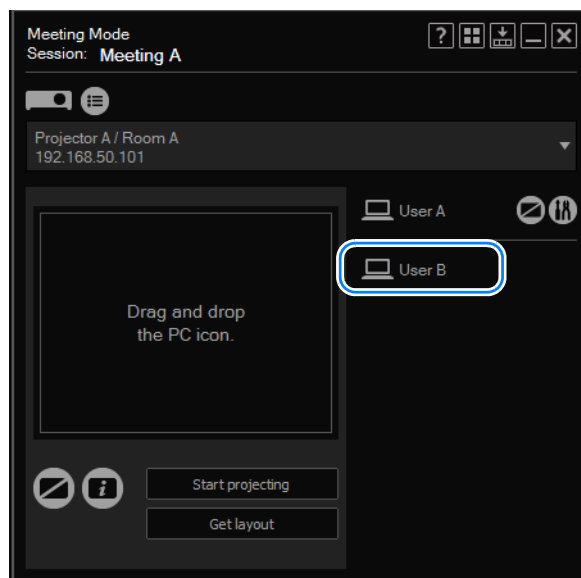 Meeting Mode
Session: Meeting A
?
Projector A / Room A
192.168.50.101
User A
User B
Drag and drop
the PC icon.
i
Start projecting
Get layout